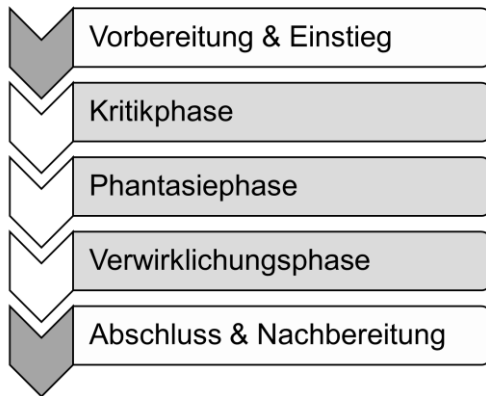 Vorbereitung & Einstieg
Kritikphase
Phantasiephase
Verwirklichungsphase
Abschluss & Nachbereitung